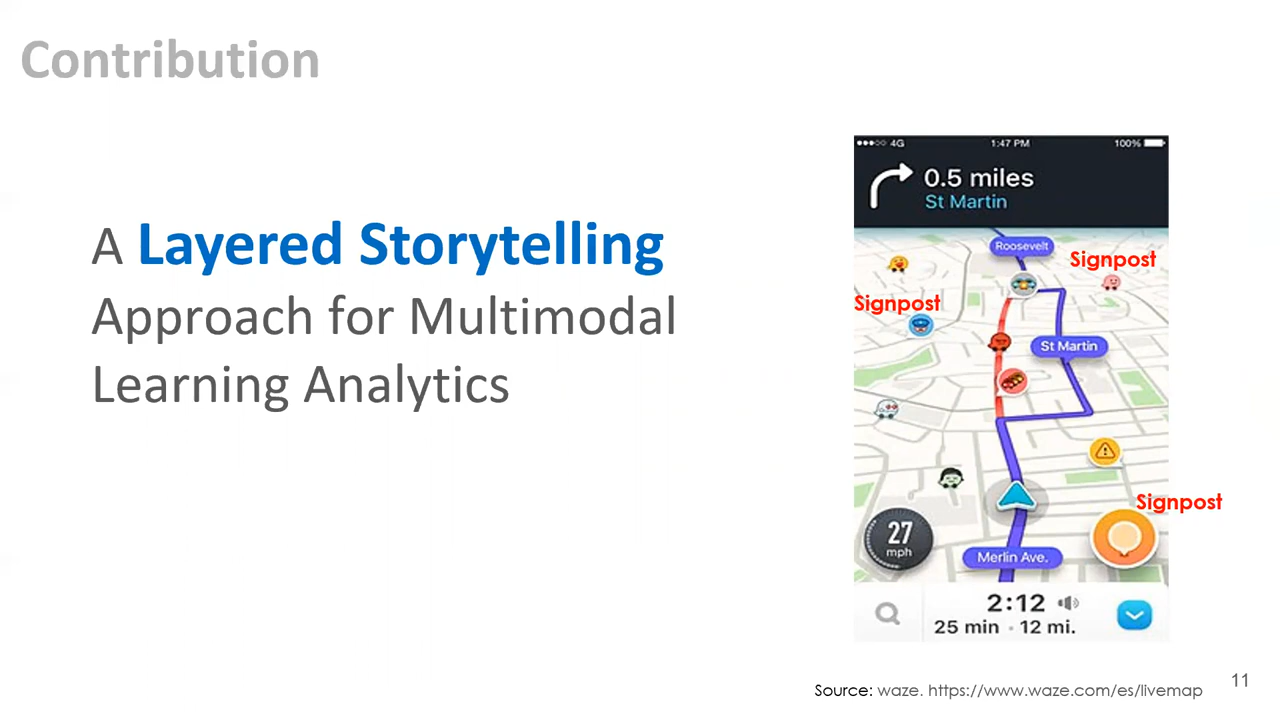 Contribution
A Layered Storytelling
Approach for Multimodal
Learning Analytics
4G 1:47 PM 100%
0.5 miles
St Martin
Roosevelt
Signpost
Signpost
St Martin
Signpost
27
mph
Merlin Ave.
2:12
25 min · 12 mi.
Source: waze. https://www.waze.com/es/livemap
11